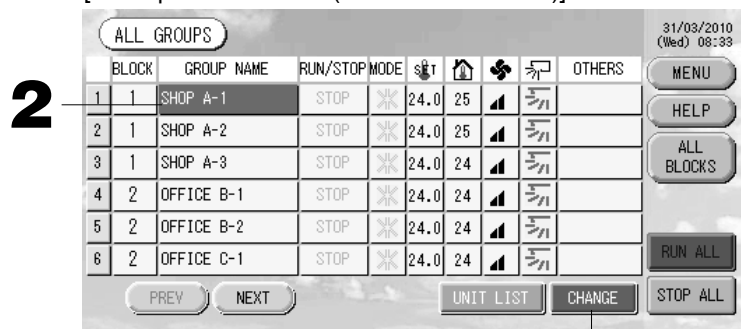 ALL GROUPS
31/03/2010
(Wed) 08:33
BLOCK GROUP NAME RUN/STOP MODE SET OTHERS
MENU
2
1 1 SHOP A-1 STOP 24.0 25
HELP
2 1 SHOP A-2 STOP 24.0 25
ALL
BLOCKS
3 1 SHOP A-3 STOP 24.0 24
4 2 OFFICE B-1 STOP 24.0 24
5 2 OFFICE B-2 STOP 24.0 24
6 2 OFFICE C-1 STOP 24.0 24
RUN ALL
PREV NEXT UNIT LIST CHANGE STOP ALL